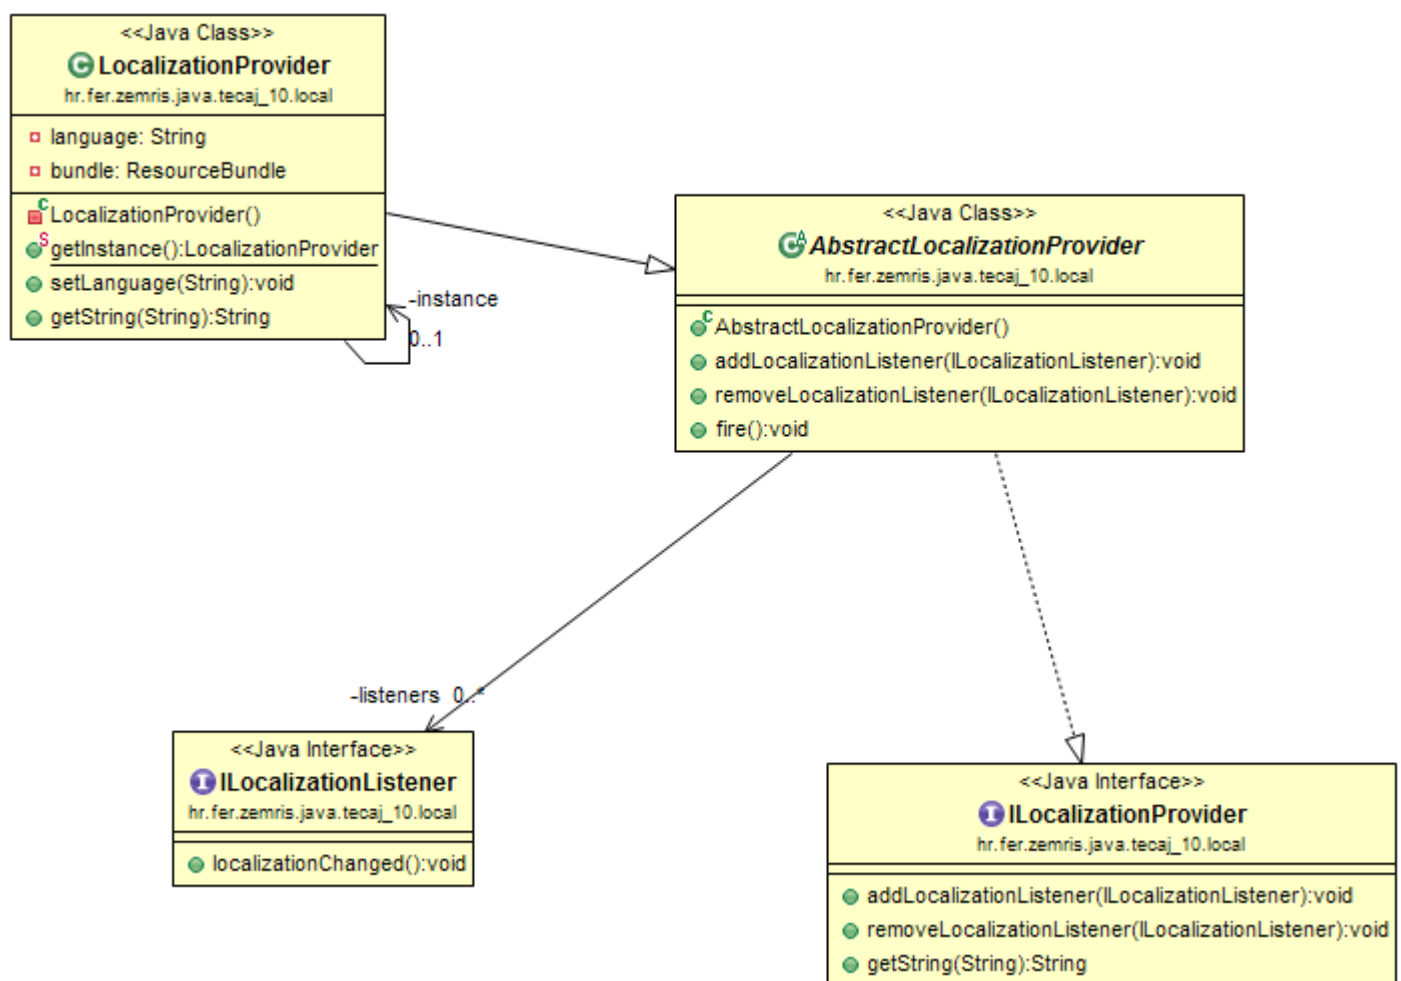 <<Java Class>>
LocalizationProvider
hr.fer.zemris.java.tecaj_10.local
language: String
bundle: ResourceBundle
LocalizationProvider()
getInstance():LocalizationProvider
setLanguage(String):void
getString(String):String
-instance
0..1
<<Java Class>>
AbstractLocalizationProvider
hr.fer.zemris.java.tecaj_10.local
AbstractLocalizationProvider()
addLocalizationListener(ILocalizationListener):void
removeLocalizationListener(ILocalizationListener):void
fire():void
-listeners 0..*
<<Java Interface>>
ILocalizationListener
hr.fer.zemris.java.tecaj_10.local
localizationChanged():void
<<Java Interface>>
ILocalizationProvider
hr.fer.zemris.java.tecaj_10.local
addLocalizationListener(ILocalizationListener):void
removeLocalizationListener(ILocalizationListener):void
getString(String):String